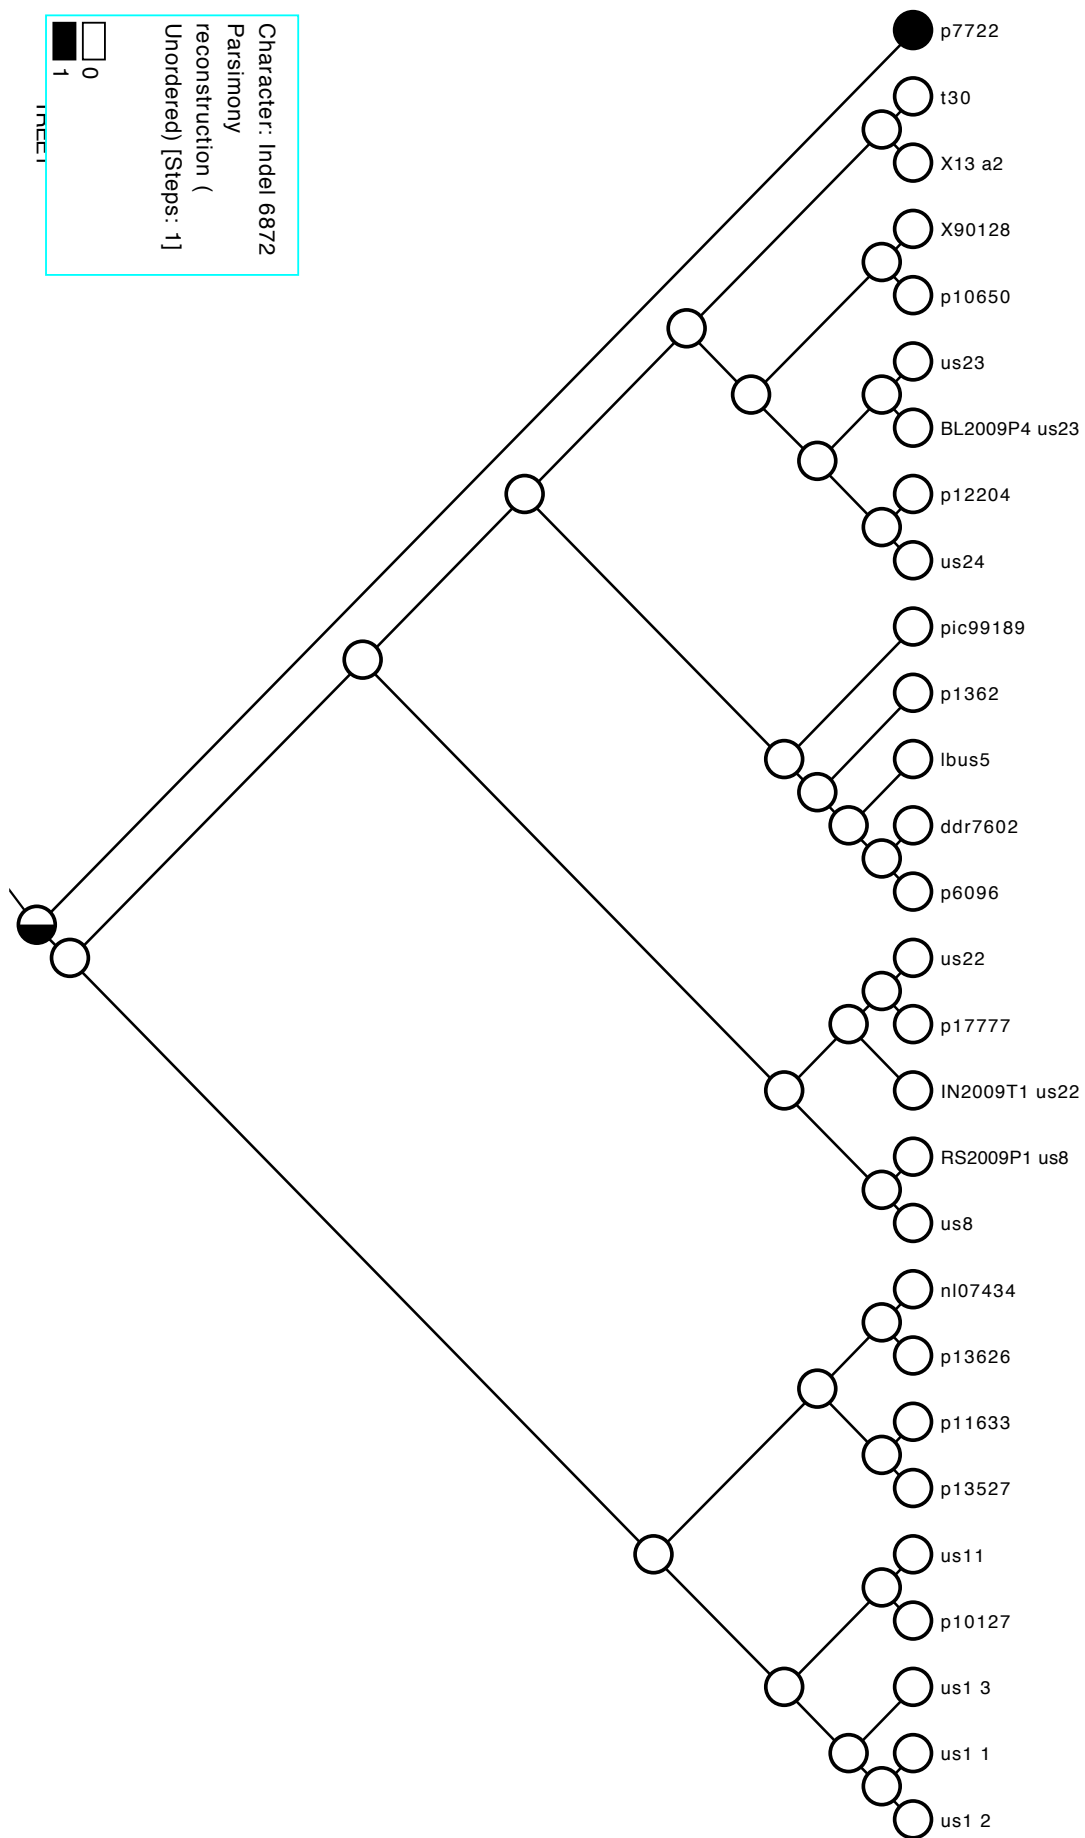 Character: Indel 6872
Parsimony
reconstruction (
Unordered) [Steps: 1]
0
1
p7722
t30
X13 a2
X90128
p10650
us23
BL2009P4 us23
p12204
us24
pic99189
p1362
lbus5
ddr7602
p6096
us22
p17777
IN2009T1 us22
RS2009P1 us8
us8
nl07434
p13626
p11633
p13527
us11
p10127
us1 3
us1 1
us1 2